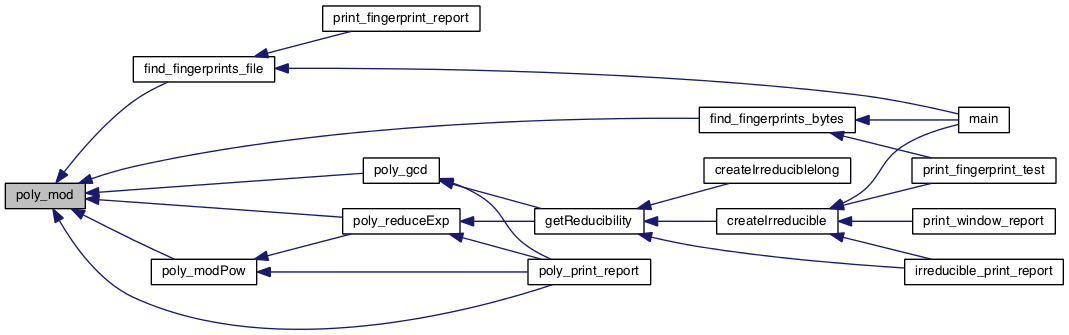 print_fingerprint_report
find_fingerprints_file
find_fingerprints_bytes
main
poly_gcd
createIrreduciblelong
print_fingerprint_test
poly_mod
poly_reduceExp
getReducibility
createIrreducible
print_window_report
poly_modPow
poly_print_report
irreducible_print_report